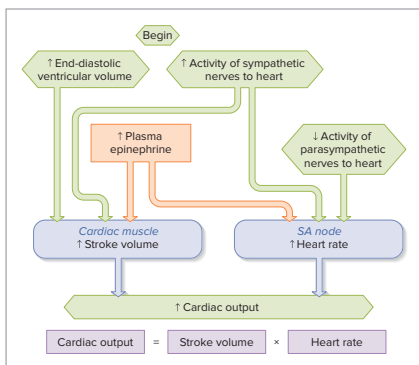 Begin
↑ End-diastolic
ventricular volume
↑ Activity of sympathetic
nerves to heart
↑ Plasma
epinephrine
↓ Activity of
parasympathetic
nerves to heart
Cardiac muscle
↑ Stroke volume
SA node
↑ Heart rate
↑ Cardiac output
Cardiac output = Stroke volume × Heart rate